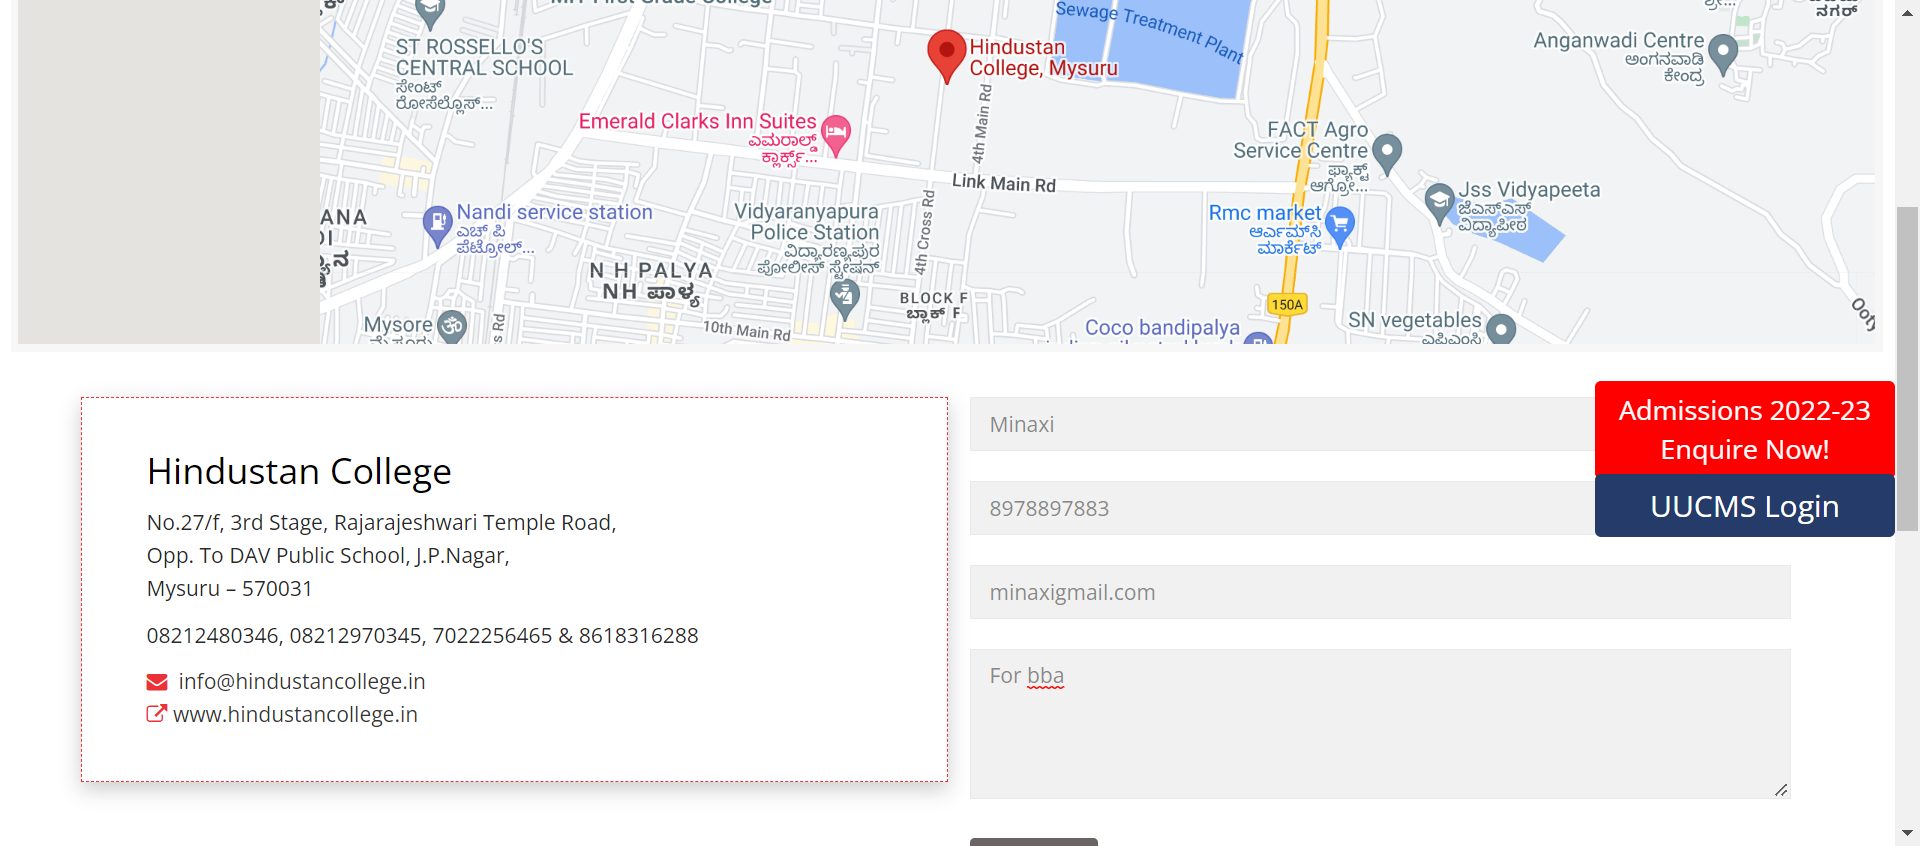 Sewage Treatment Plant
ನಗರ್
ST ROSSELLO'S
CENTRAL SCHOOL
ಸೇಂಟ್
ರೋಸೆಲ್ಲೊಸ್...
Hindustan
College, Mysuru
Anganwadi Centre
ಅಂಗನವಾಡಿ
ಕೇಂದ್ರ
Emerald Clarks Inn Suites
ಎಮರಾಲ್ಡ್
ಕ್ಲಾರ್ಕ್ಸ್...
4th Main Rd
FACT Agro
Service Centre
ಫ್ಯಾಕ್ಟ್
ಆಗ್ರೋ...
Link Main Rd
Jss Vidyapeeta
ಜೆಎಸ್ಎಸ್
ವಿದ್ಯಾಪೀಠ
Nandi service station
ಎಚ್ ಪಿ
ಪೆಟ್ರೋಲ್...
Vidyaranyapura
Police Station
ವಿದ್ಯಾರಣ್ಯಪುರ
ಪೋಲೀಸ್ ಸ್ಟೇಷನ್
4th Cross Rd
Rmc market
ಆರ್ಎಮ್ಸಿ
ಮಾರ್ಕೆಟ್
N H PALYA
NH ಪಾಳ್ಯ
BLOCK F
ಬ್ಲಾಕ್ F
150A
Mysore
10th Main Rd
Coco bandipalya
SN vegetables
Hindustan College
No.27/f, 3rd Stage, Rajarajeshwari Temple Road,
Opp. To DAV Public School, J.P.Nagar,
Mysuru – 570031
08212480346, 08212970345, 7022256465 & 8618316288
info@hindustancollege.in
www.hindustancollege.in
Minaxi
8978897883
minaxigmail.com
For bba
Admissions 2022-23
Enquire Now!
UUCMS Login